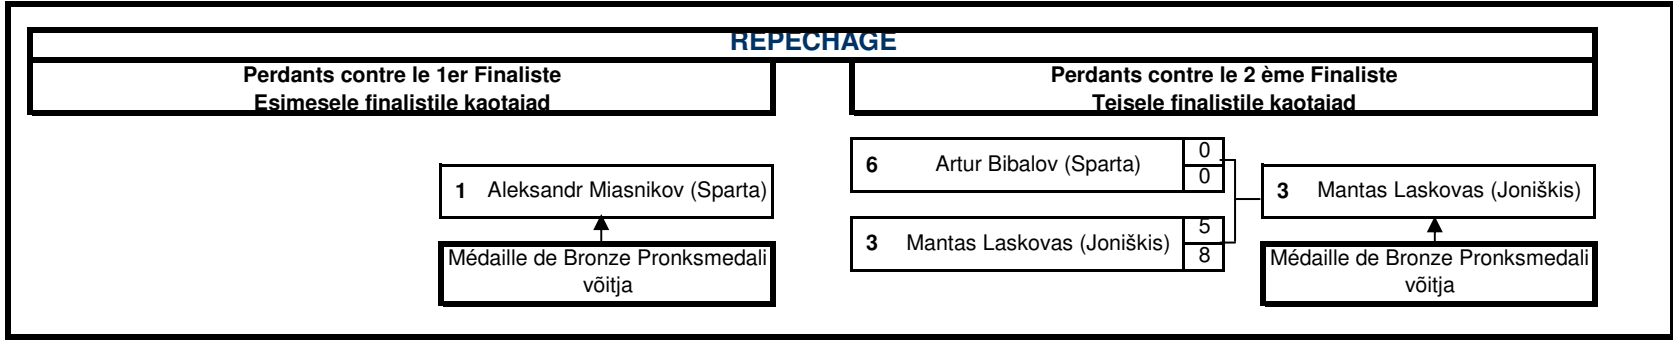 REPECHAGE
Perdants contre le 1er Finaliste
Esimesele finalistile kaotajad
Perdants contre le 2 ème Finaliste
Teisele finalistile kaotajad
1 Aleksandr Miasnikov (Sparta)
Médaille de Bronze Pronksmedali
võitja
6 Artur Bibalov (Sparta) 0
0
3 Mantas Laskovas (Joniškis) 5
8
3 Mantas Laskovas (Joniškis)
Médaille de Bronze Pronksmedali
võitja